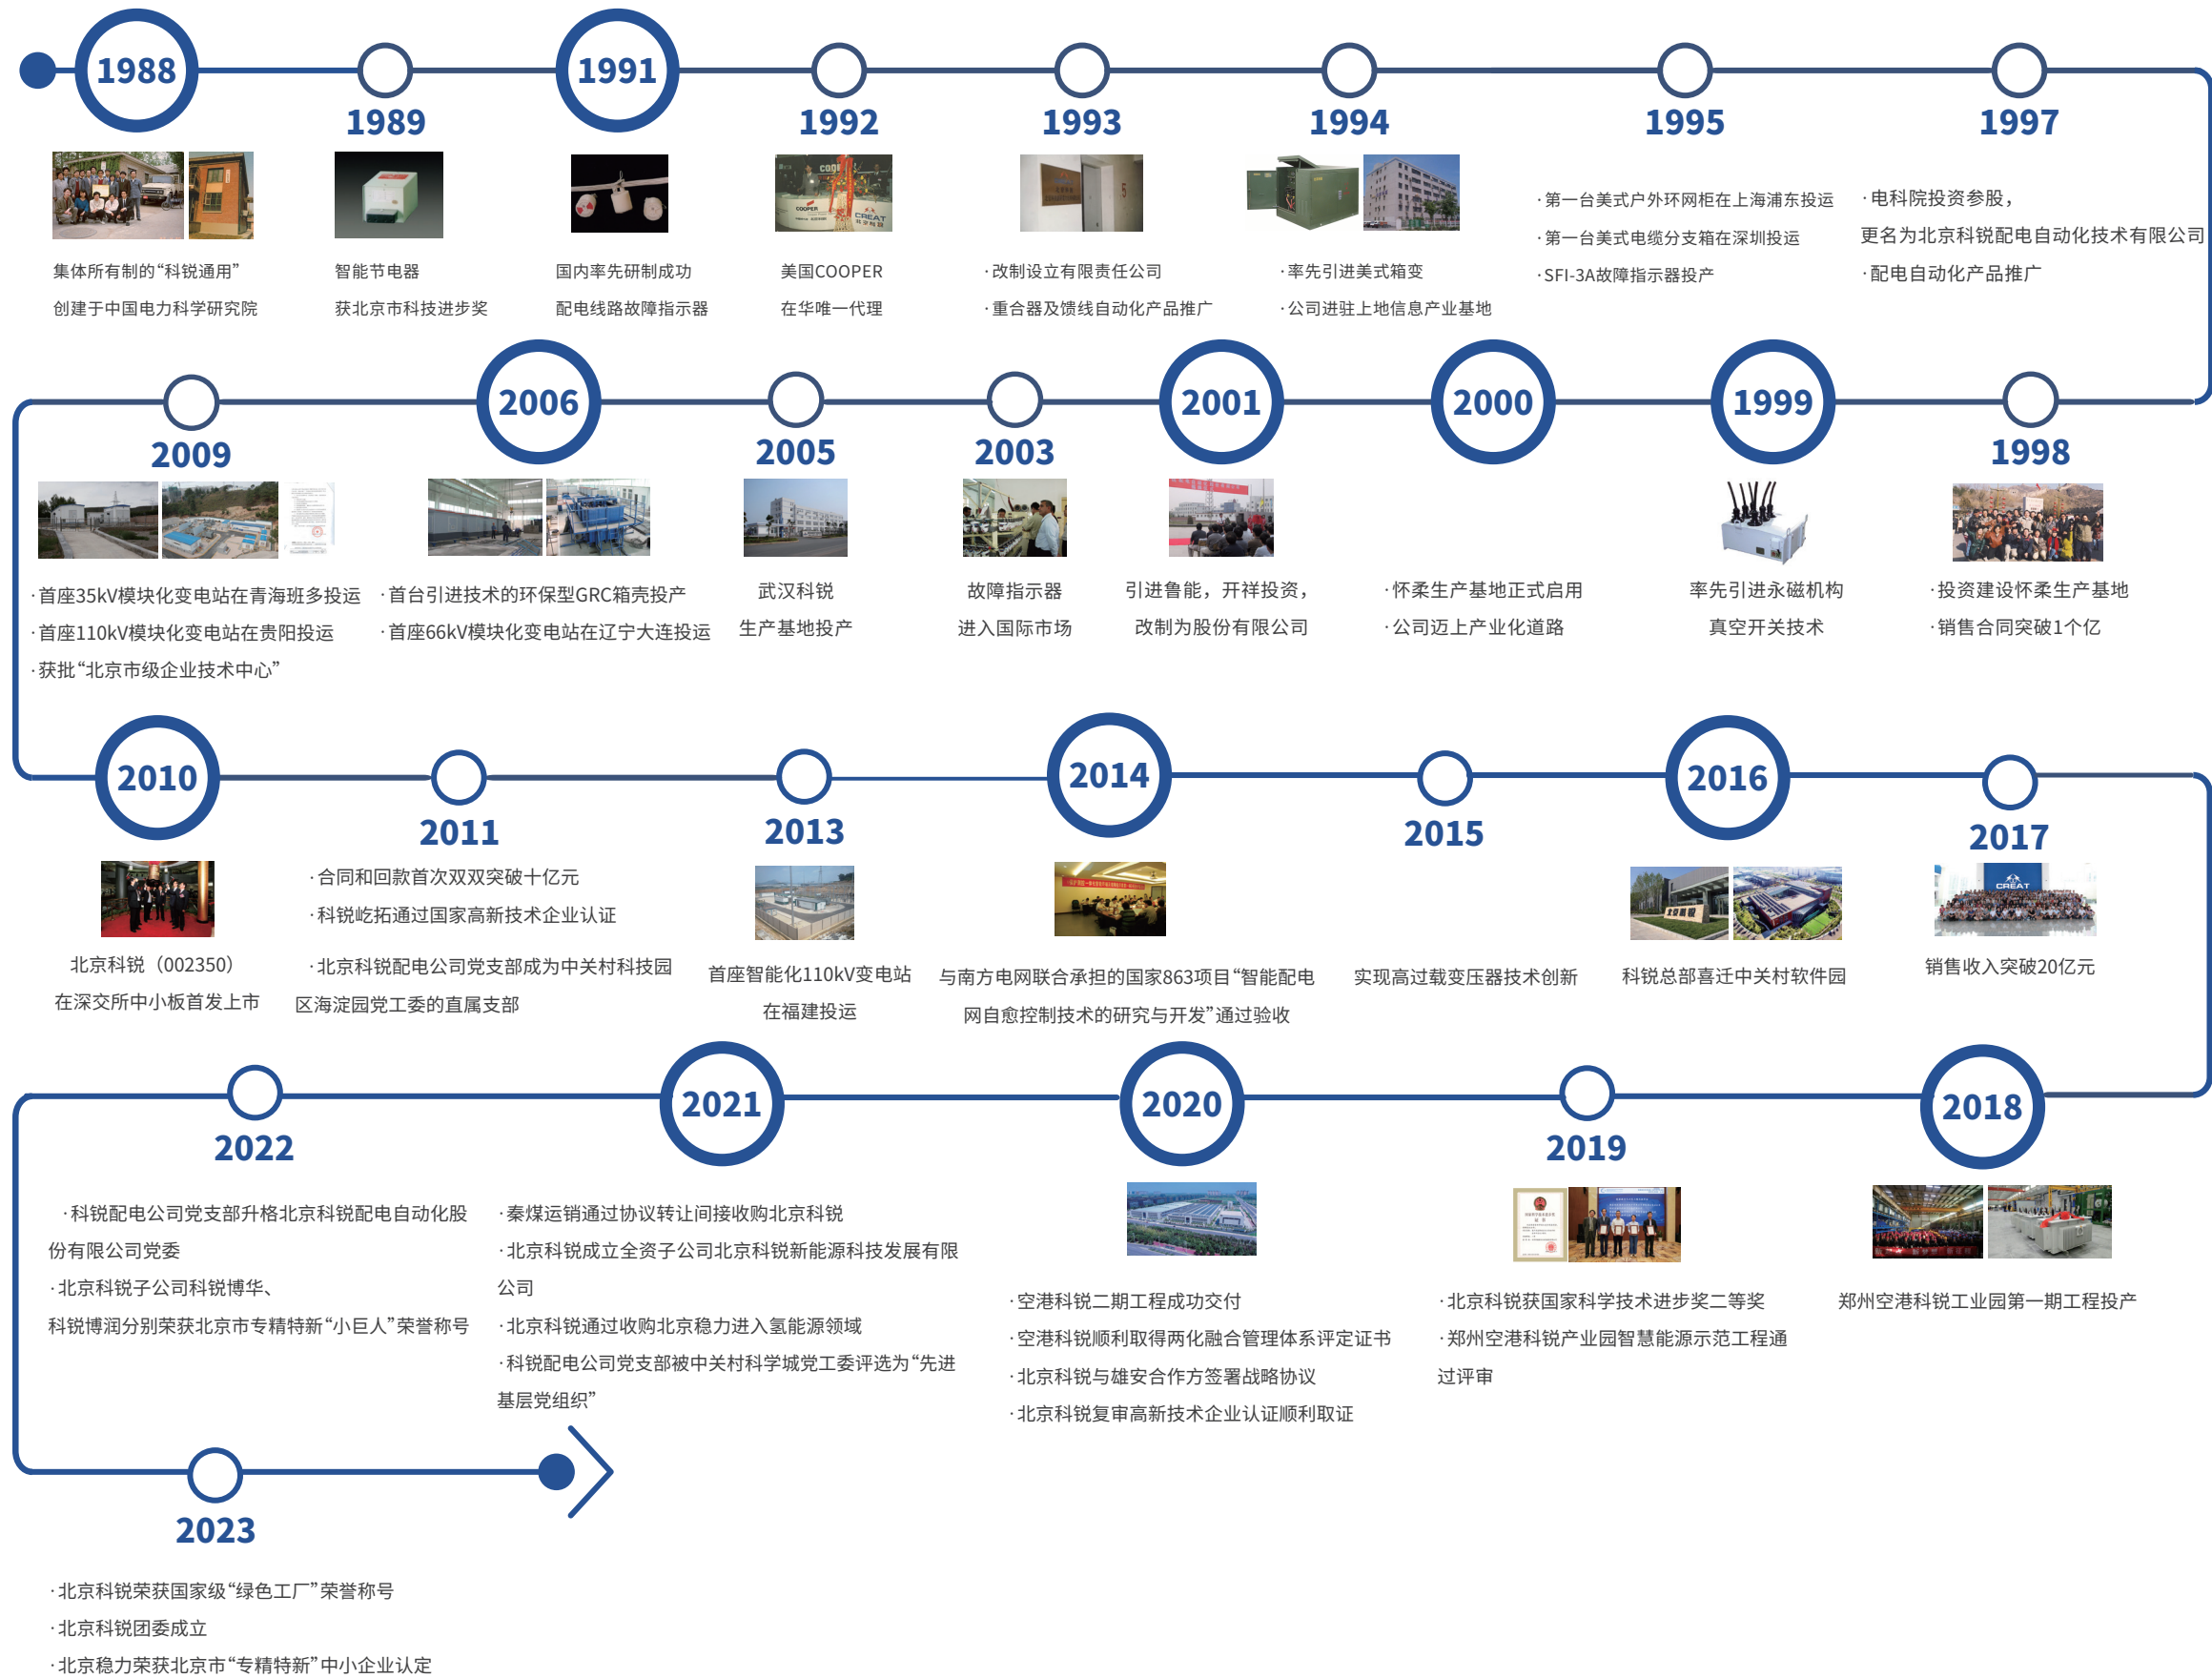 1988
1989
1991
1992
1993
1994
1995
1997
集体所有制的“科锐通用”
创建于中国电力科学研究院
智能节电器
获北京市科技进步奖
国内率先研制成功
配电线路故障指示器
COOPER
CREAT
美国COOPER
在华唯一代理
5
·改制设立有限责任公司
·重合器及馈线自动化产品推广
·率先引进美式箱变
·公司进驻上地信息产业基地
·第一台美式户外环网柜在上海浦东投运
·第一台美式电缆分支箱在深圳投运
·SFI-3A故障指示器投产
·电科院投资参股，
更名为北京科锐配电自动化技术有限公司
·配电自动化产品推广
1998
·投资建设怀柔生产基地
·销售合同突破1个亿
1999
率先引进永磁机构
真空开关技术
2000
·怀柔生产基地正式启用
·公司迈上产业化道路
2001
引进鲁能，开祥投资，
改制为股份有限公司
2003
故障指示器
进入国际市场
2005
武汉科锐
生产基地投产
2006
·首台引进技术的环保型GRC箱壳投产
·首座66kV模块化变电站在辽宁大连投运
2009
·首座35kV模块化变电站在青海班多投运
·首座110kV模块化变电站在贵阳投运
·获批“北京市级企业技术中心”
2010
北京科锐（002350）
在深交所中小板首发上市
2011
·合同和回款首次双双突破十亿元
·科锐屹拓通过国家高新技术企业认证
·北京科锐配电公司党支部成为中关村科技园
区海淀园党工委的直属支部
2013
首座智能化110kV变电站
在福建投运
2014
与南方电网联合承担的国家863项目“智能配电
网自愈控制技术的研究与开发”通过验收
2015
实现高过载变压器技术创新
2016
北京科锐
科锐总部喜迁中关村软件园
2017
CREAT
销售收入突破20亿元
2018
郑州空港科锐工业园第一期工程投产
2019
·北京科锐获国家科学技术进步奖二等奖
·郑州空港科锐产业园智慧能源示范工程通
过评审
2020
·空港科锐二期工程成功交付
·空港科锐顺利取得两化融合管理体系评定证书
·北京科锐与雄安合作方签署战略协议
·北京科锐复审高新技术企业认证顺利取证
2021
·秦煤运销通过协议转让间接收购北京科锐
·北京科锐成立全资子公司北京科锐新能源科技发展有限
公司
·北京科锐通过收购北京稳力进入氢能源领域
·科锐配电公司党支部被中关村科学城党工委评选为“先进
基层党组织”
2022
·科锐配电公司党支部升格北京科锐配电自动化股
份有限公司党委
·北京科锐子公司科锐博华、
科锐博润分别荣获北京市专精特新“小巨人”荣誉称号
2023
·北京科锐荣获国家级“绿色工厂”荣誉称号
·北京科锐团委成立
·北京稳力荣获北京市“专精特新”中小企业认定